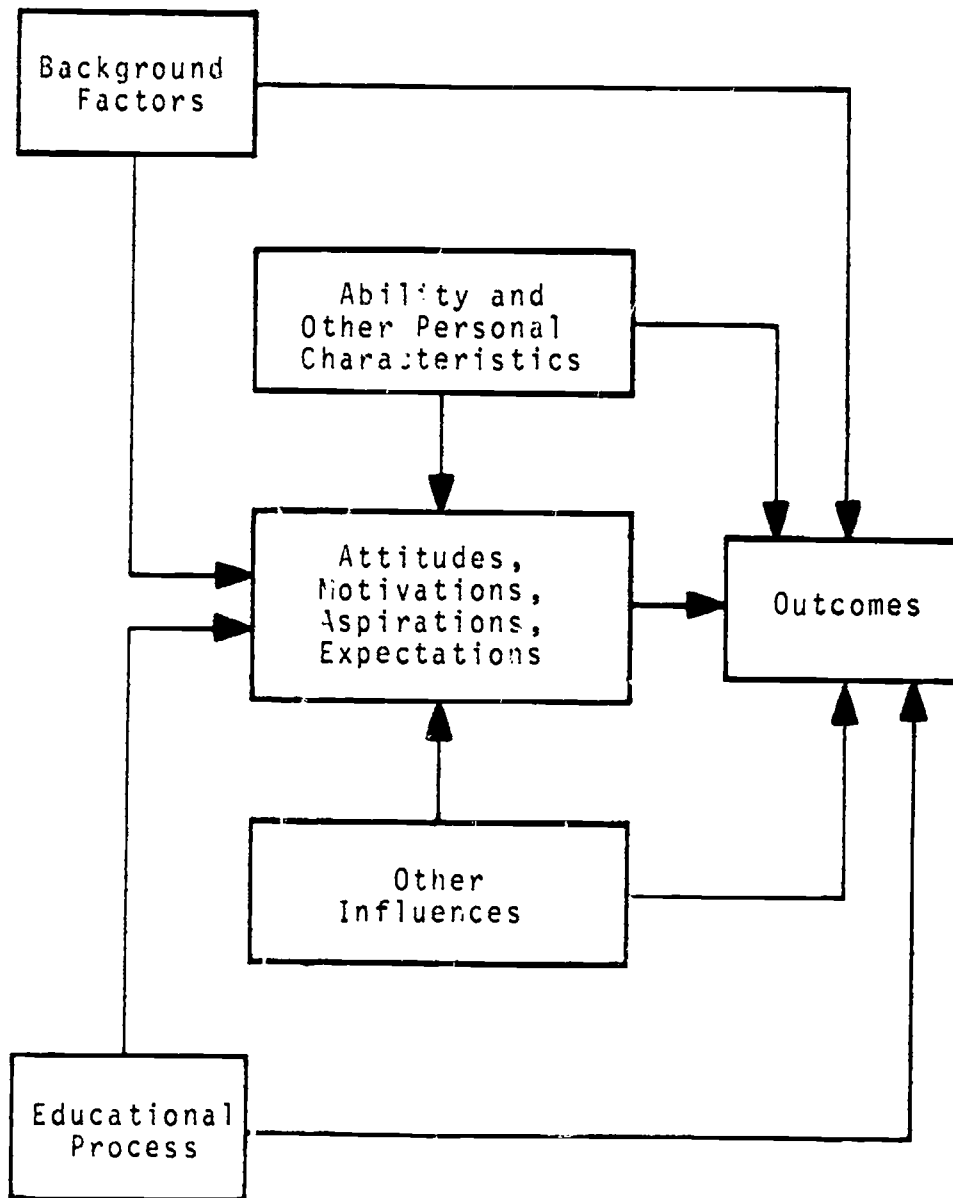 Background
Factors
Ability and
Other Personal
Characteristics
Attitudes,
Motivations,
Aspirations,
Expectations
Outcomes
Other
Influences
Educational
Process